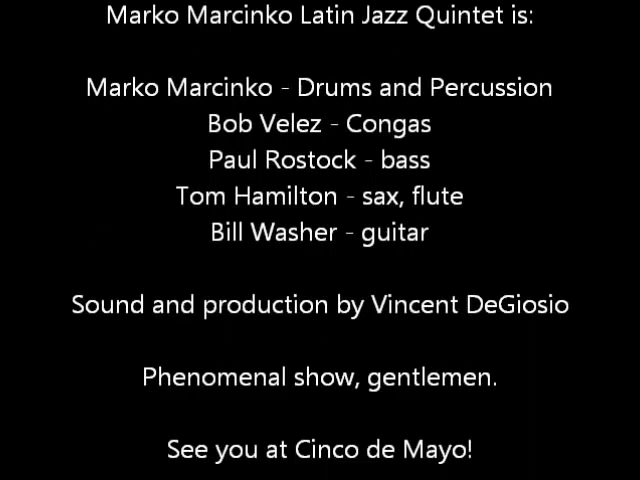 Marko Marcinko Latin Jazz Quintet is:
Marko Marcinko - Drums and Percussion
Bob Velez - Congas
Paul Rostock - bass
Tom Hamilton - sax, flute
Bill Washer - guitar
Sound and production by Vincent DeGiosio
Phenomenal show, gentlemen.
See you at Cinco de Mayo!